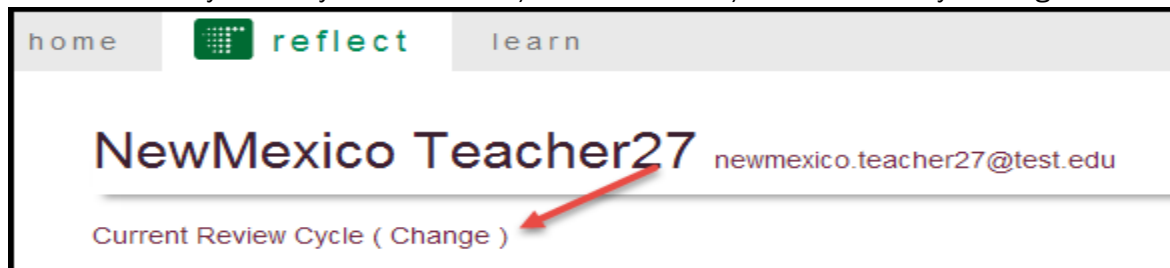 home reflect learn
NewMexico Teacher27 newmexico.teacher27@test.edu
Current Review Cycle ( Change )